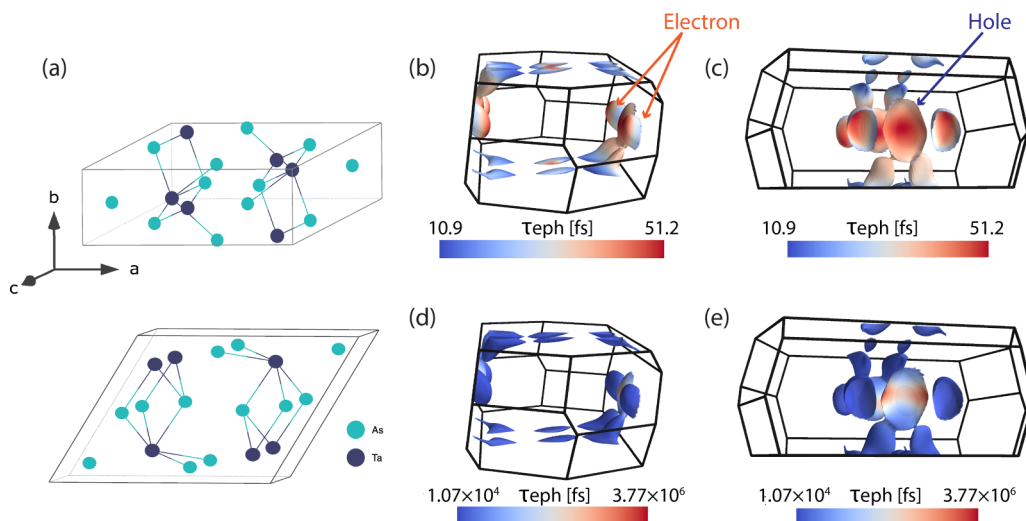 Electron
Hole
(a)
(b)
(c)
b
a
c
τeph [fs]
10.9
51.2
τeph [fs]
10.9
51.2
(d)
(e)
As
Ta
1.07×10⁴
τeph [fs]
3.77×10⁶
1.07×10⁴
τeph [fs]
3.77×10⁶